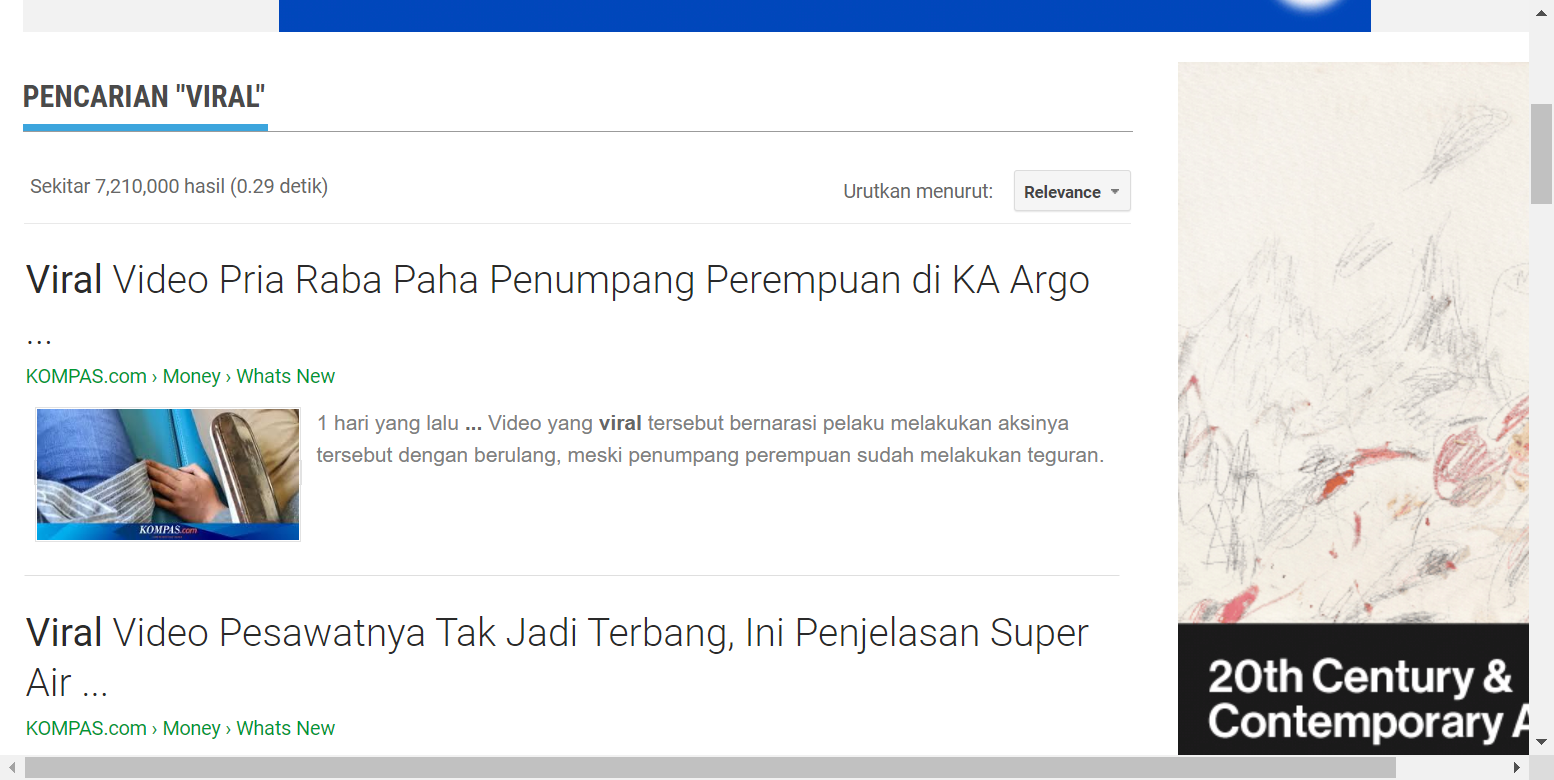 PENCARIAN "VIRAL"
Sekitar 7,210,000 hasil (0.29 detik)
Urutkan menurut: Relevance
Viral Video Pria Raba Paha Penumpang Perempuan di KA Argo
...
KOMPAS.com › Money › Whats New
1 hari yang lalu ... Video yang viral tersebut bernarasi pelaku melakukan aksinya
tersebut dengan berulang, meski penumpang perempuan sudah melakukan teguran.
KOMPAS.com
Viral Video Pesawatnya Tak Jadi Terbang, Ini Penjelasan Super
Air ...
KOMPAS.com › Money › Whats New
20th Century &
Contemporary A